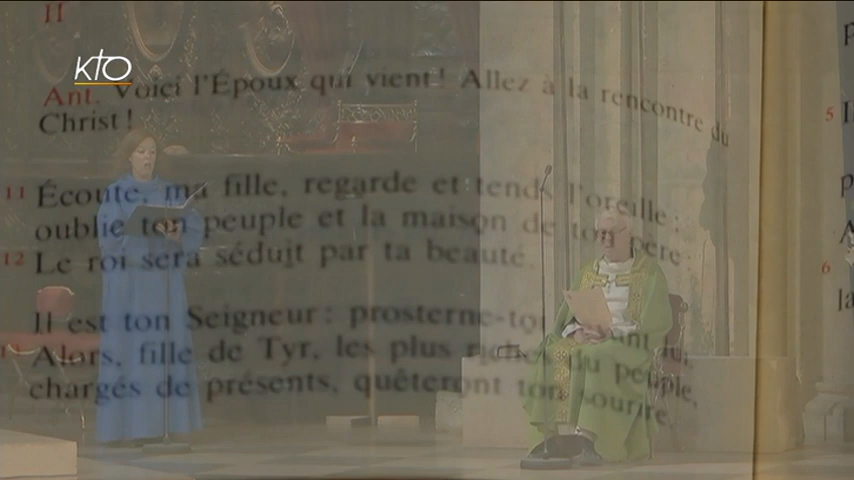 II
KTO
Ant. Voici l'Époux qui vient ! Allez à la rencontre du
Christ !
11 Écoute, ma fille, regarde et tends l'oreille ;
oublie ton peuple et la maison de ton père :
12 Le roi sera séduit par ta beauté.
Il est ton Seigneur : prosterne-toi
Alors, fille de Tyr, les plus du peuple,
chargés de présents, quêteront ton sourire.
5
6
la